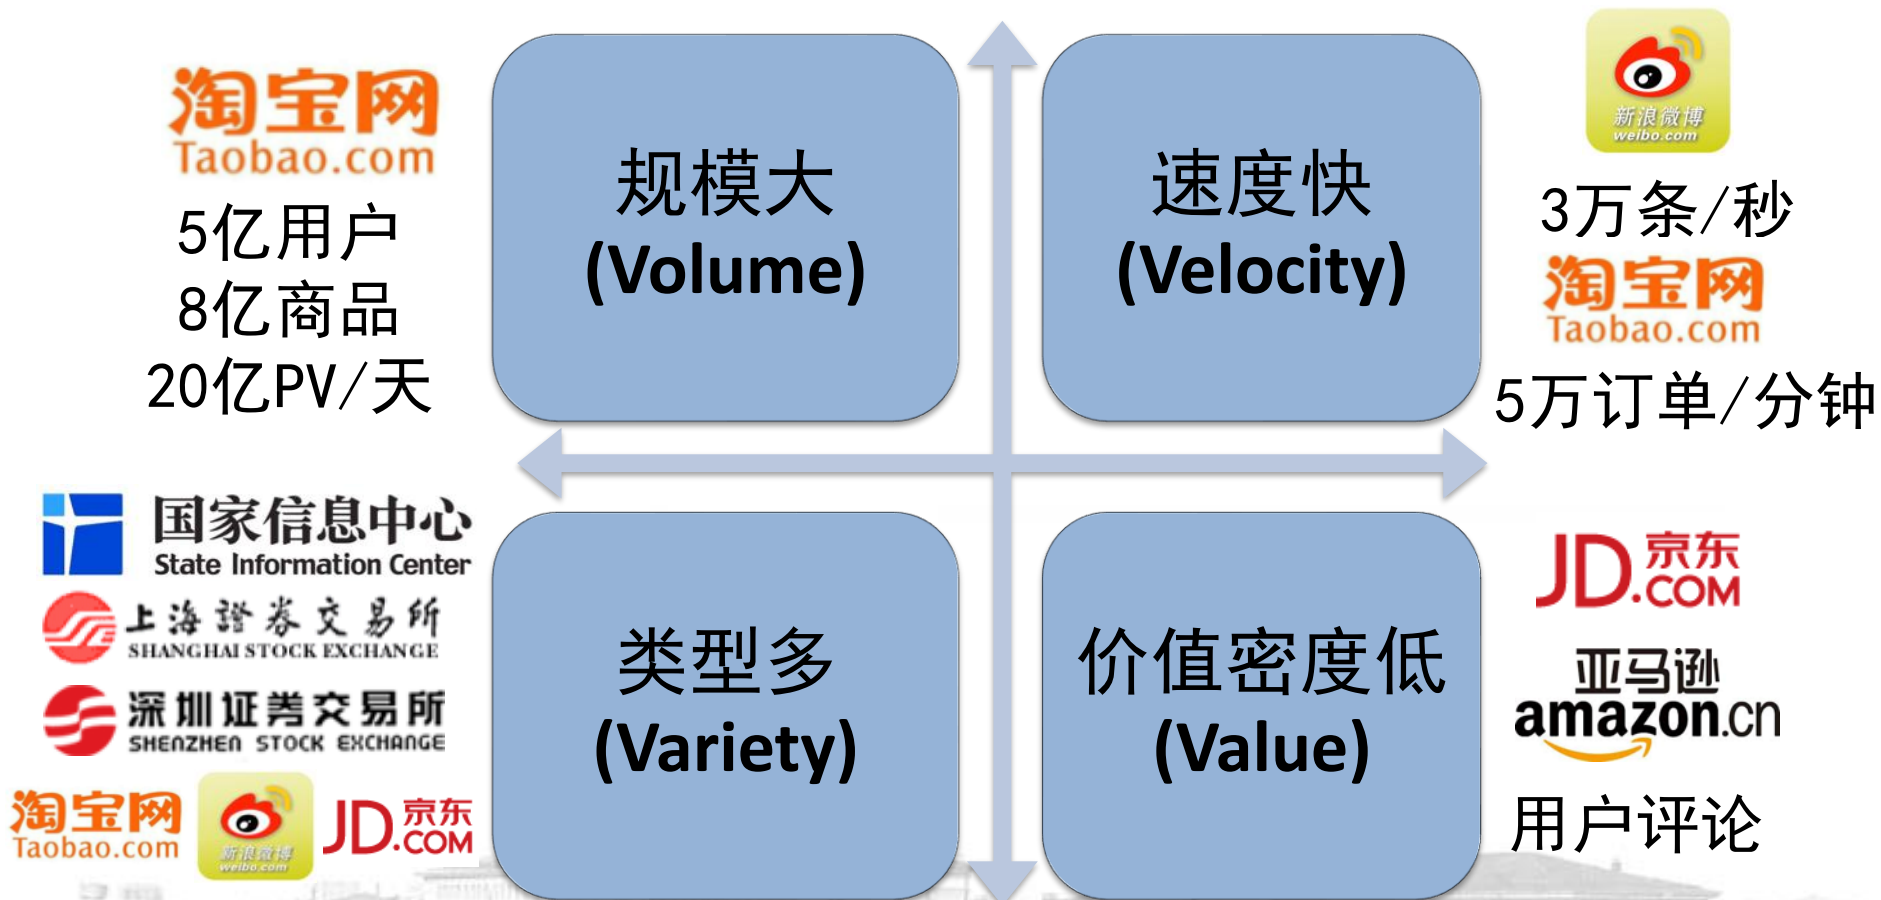 淘宝网
Taobao.com
5亿用户
8亿商品
20亿PV/天
规模大
(Volume)
速度快
(Velocity)
新浪微博
weibo.com
3万条/秒
淘宝网
Taobao.com
5万订单/分钟
国家信息中心
State Information Center
上海證券交易所
SHANGHAI STOCK EXCHANGE
深圳证券交易所
SHENZHEN STOCK EXCHANGE
淘宝网
Taobao.com
新浪微博
weibo.com
JD.京东
.COM
类型多
(Variety)
价值密度低
(Value)
JD.京东
.COM
亚马逊
amazon.cn
用户评论